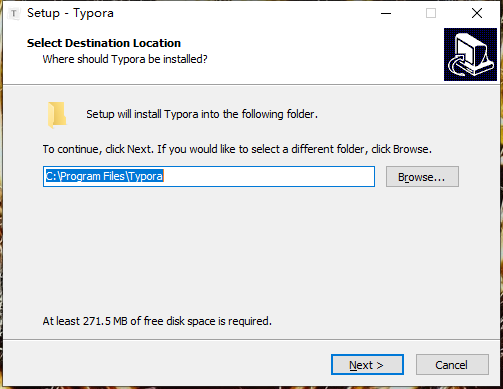 T Setup - Typora
Select Destination Location
Where should Typora be installed?
Setup will install Typora into the following folder.
To continue, click Next. If you would like to select a different folder, click Browse.
C:\Program Files\Typora
Browse...
At least 271.5 MB of free disk space is required.
Next >
Cancel